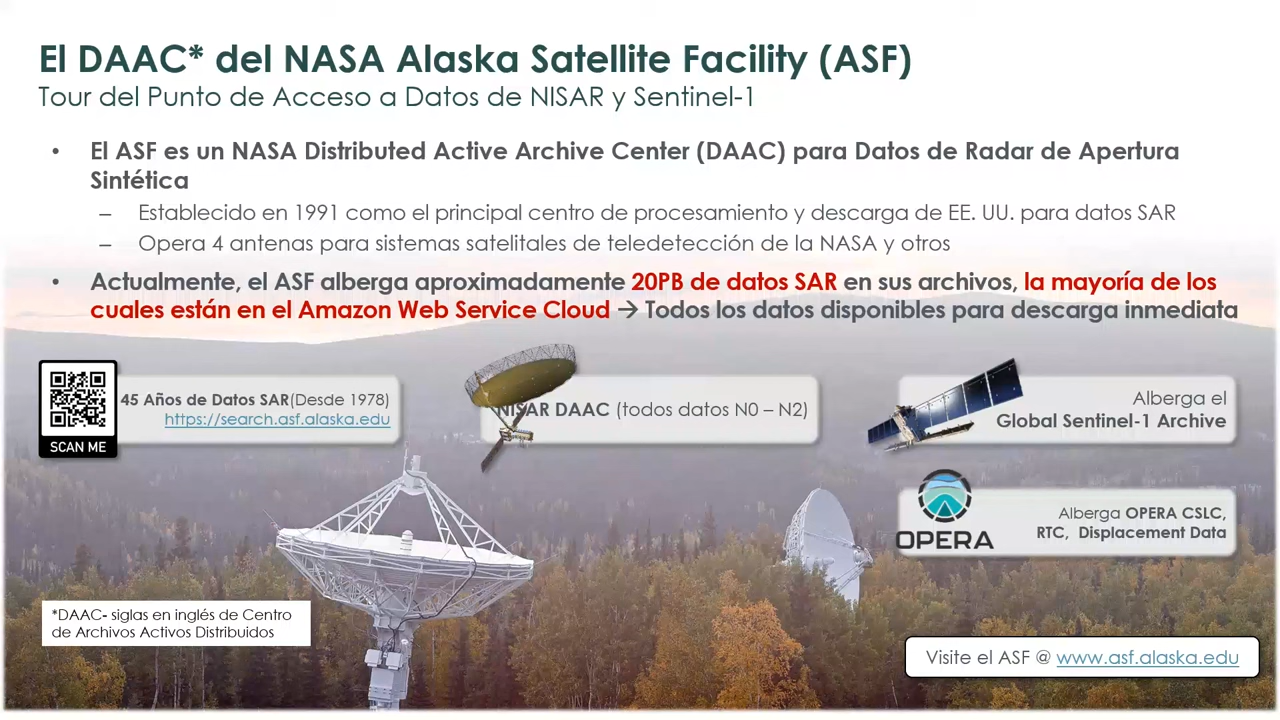 El DAAC* del NASA Alaska Satellite Facility (ASF)
Tour del Punto de Acceso a Datos de NISAR y Sentinel-1
• El ASF es un NASA Distributed Active Archive Center (DAAC) para Datos de Radar de Apertura
Sintética
– Establecido en 1991 como el principal centro de procesamiento y descarga de EE. UU. para datos SAR
– Opera 4 antenas para sistemas satelitales de teledetección de la NASA y otros
• Actualmente, el ASF alberga aproximadamente 20PB de datos SAR en sus archivos, la mayoría de los
cuales están en el Amazon Web Service Cloud → Todos los datos disponibles para descarga inmediata
45 Años de Datos SAR(Desde 1978)
https://search.asf.alaska.edu
SCAN ME
NISAR DAAC (todos datos N0 – N2)
Alberga el
Global Sentinel-1 Archive
OPERA
Alberga OPERA CSLC,
RTC, Displacement Data
*DAAC- siglas en inglés de Centro
de Archivos Activos Distribuidos
Visite el ASF @ www.asf.alaska.edu